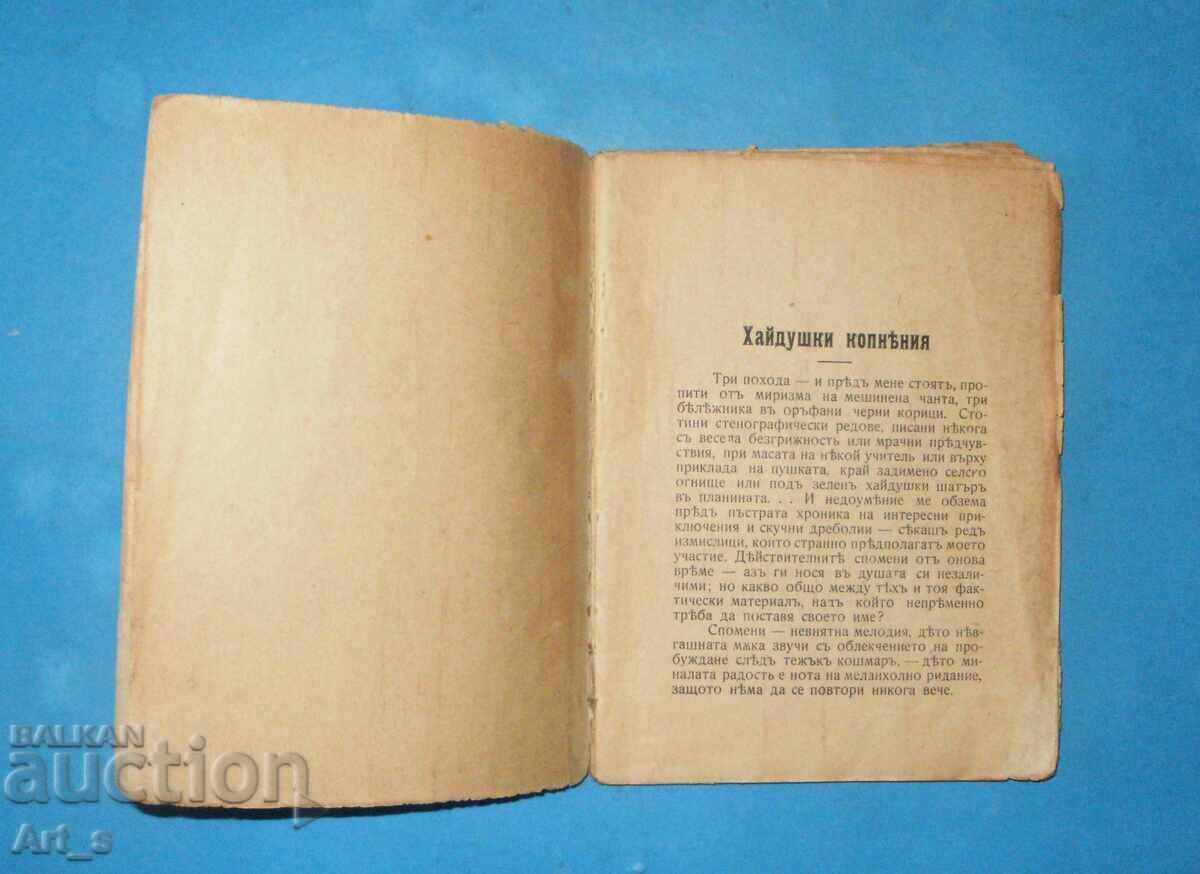 Хайдушки копнѣния
Три похода — и прѣдъ мене стоятъ, про-
пити отъ миризма на мешинена чанта, три
бѣлѣжника въ оръфани черни корици. Сто-
тини стенографически редове, писани нѣкога
съ весела безгрижность или мрачни прѣдчув-
ствия, при масата на нѣкой учитель или върху
приклада на пушката, край задимено селско
огнище или подъ зеленъ хайдушки шатъръ
въ планината. . . И недоумѣние ме обзема
прѣдъ пъстрата хроника на интересни при-
ключения и скучни дреболии — сѣкашъ редъ
измислици, които странно прѣдполагатъ моето
участие. Дѣйствителнитѣ спомени отъ онова
врѣме — азъ ги нося въ душата си незали-
чими; но какво общо между тѣхъ и тоя фак-
тически материалъ, надъ който непрѣменно
трѣба да поставя своето име?
Спомени — невнятна мелодия, дѣто нѣв-
гашната мѫка звучи съ облекчението на про-
буждане слѣдъ тежъкъ кошмаръ, — дѣто ми-
налата радость е нота на меланхолно ридание,
защото нѣма да се повтори никога вече.
BALKAN
auction
Art_s